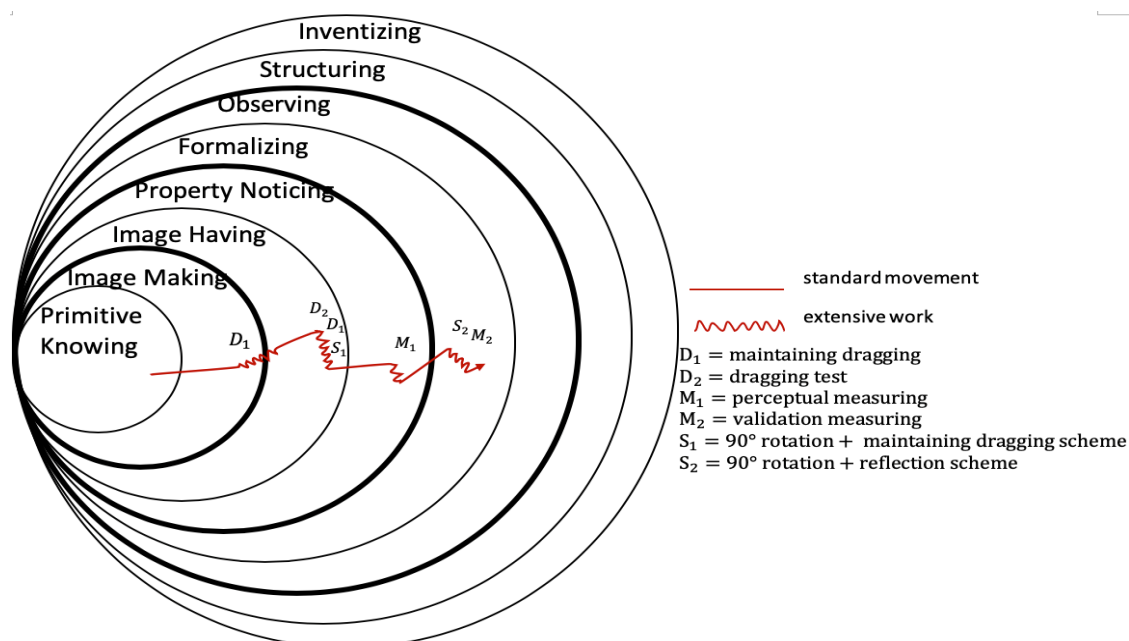 Inventizing
Structuring
Observing
Formalizing
Property Noticing
Image Having
Image Making
Primitive
Knowing
D₁
D₂
D₁
S₁
M₁
S₂ M₂
standard movement
extensive work
D₁ = maintaining dragging
D₂ = dragging test
M₁ = perceptual measuring
M₂ = validation measuring
S₁ = 90° rotation + maintaining dragging scheme
S₂ = 90° rotation + reflection scheme